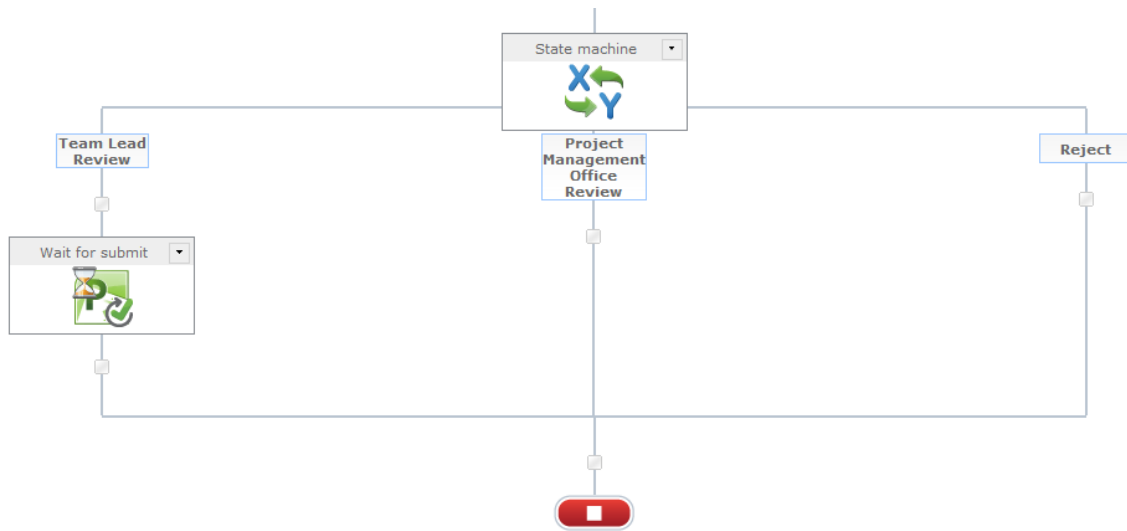 State machine
X
Y
Team Lead
Review
Project
Management
Office
Review
Reject
Wait for submit
P